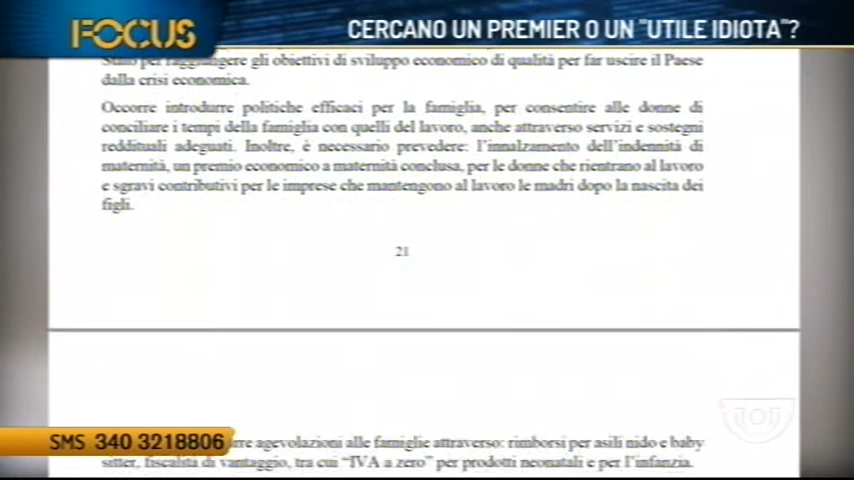 FOCUS
CERCANO UN PREMIER O UN "UTILE IDIOTA"?
Stato per raggiungere gli obiettivi di sviluppo economico di qualità per far uscire il Paese
dalla crisi economica.
Occorre introdurre politiche efficaci per la famiglia, per consentire alle donne di
conciliare i tempi della famiglia con quelli del lavoro, anche attraverso servizi e sostegni
reddituali adeguati. Inoltre, è necessario prevedere: l'innalzamento dell'indennità di
maternità, un premio economico a maternità conclusa, per le donne che rientrano al lavoro
e sgravi contributivi per le imprese che mantengono al lavoro le madri dopo la nascita dei
figli.
21
SMS 340 3218806
rre agevolazioni alle famiglie attraverso: rimborsi per asili nido e baby
sitter, fiscalità di vantaggio, tra cui “IVA a zero” per prodotti neonatali e per l'infanzia.